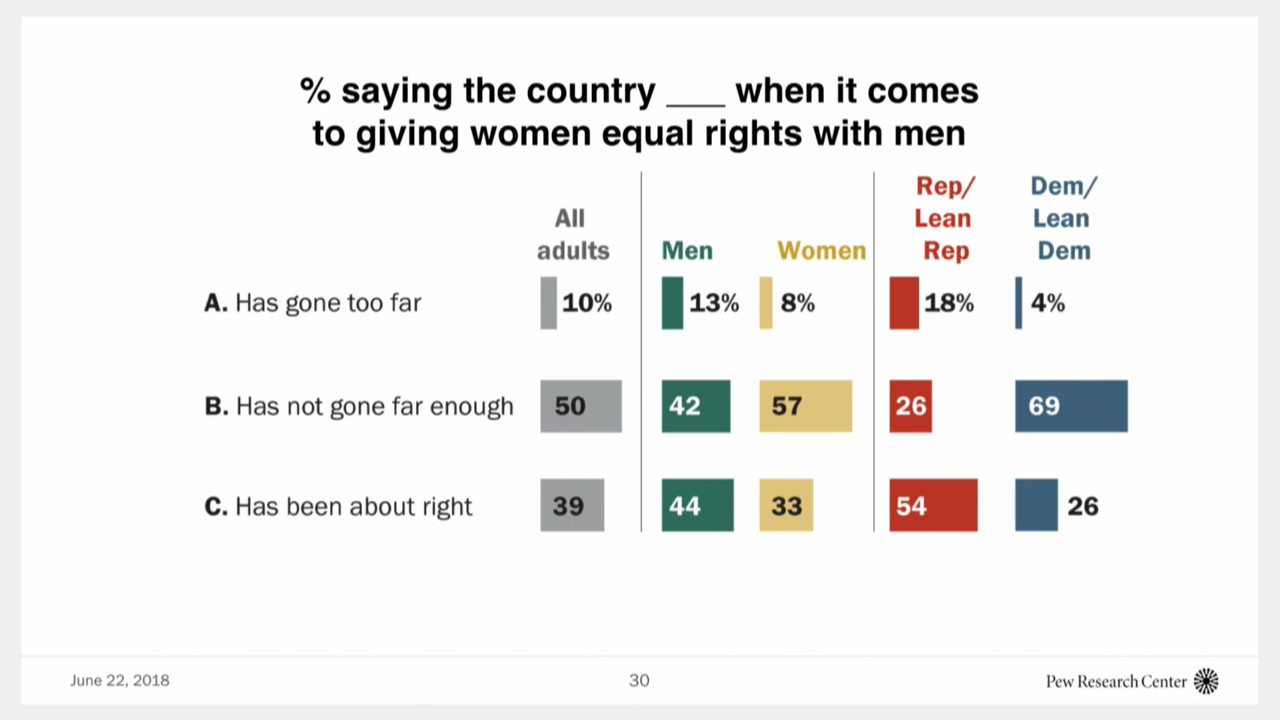 % saying the country ___ when it comes
to giving women equal rights with men
All
adults
Men
Women
Rep/
Lean
Rep
Dem/
Lean
Dem
A. Has gone too far 10% 13% 8% 18% 4%
B. Has not gone far enough 50 42 57 26 69
C. Has been about right 39 44 33 54 26
June 22, 2018 30 Pew Research Center